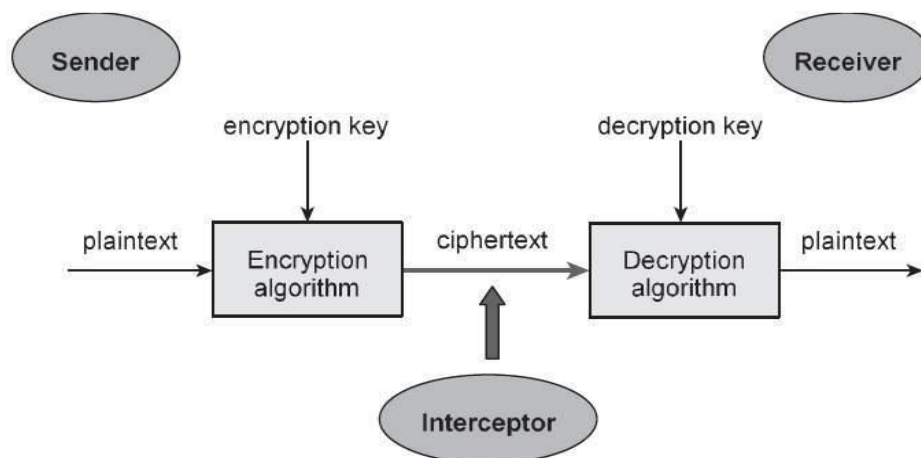 Sender
Receiver
encryption key
decryption key
plaintext
Encryption
algorithm
ciphertext
Decryption
algorithm
plaintext
Interceptor